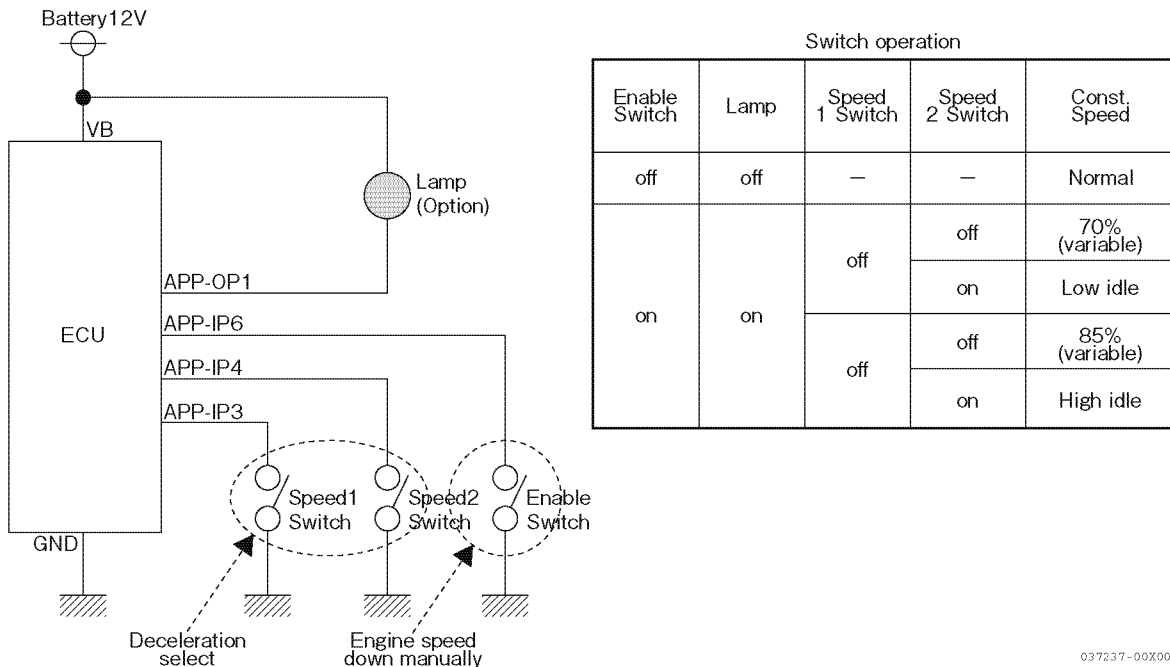 Battery12V
VB
Lamp
(Option)
APP-OP1
APP-IP6
ECU
APP-IP4
APP-IP3
Speed1
Switch
Speed2
Switch
Enable
Switch
GND
Deceleration
select
Engine speed
down manually
Switch operation
Enable
Switch
Lamp
Speed
1 Switch
Speed
2 Switch
Const.
Speed
off
off
—
—
Normal
on
on
off
off
70%
(variable)
on
Low idle
off
off
85%
(variable)
on
High idle
037237-00X00